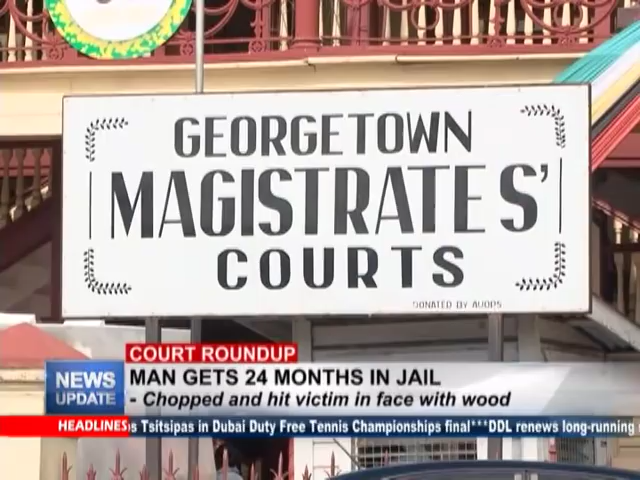 GEORGETOWN
MAGISTRATES'
COURTS
DONATED BY AUOPS
COURT ROUNDUP
NEWS
UPDATE
MAN GETS 24 MONTHS IN JAIL
- Chopped and hit victim in face with wood
HEADLINES
s Tsitsipas in Dubai Duty Free Tennis Championships final***DDL renews long-running